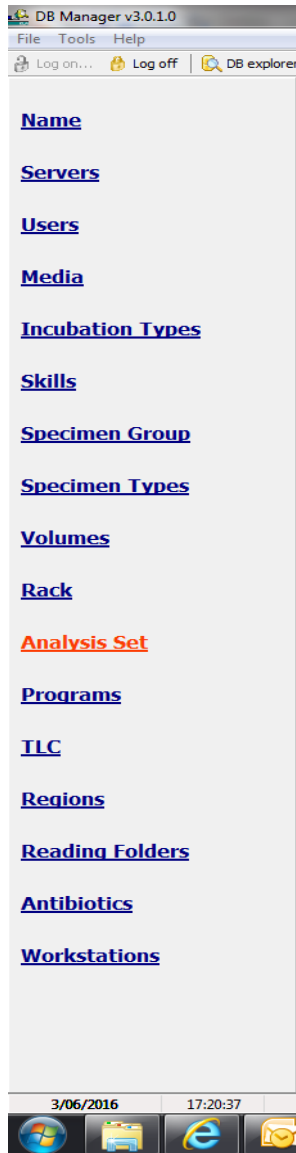 DB Manager v3.0.1.0
File Tools Help
Log on... Log off DB explorer
Name
Servers
Users
Media
Incubation Types
Skills
Specimen Group
Specimen Types
Volumes
Rack
Analysis Set
Programs
TLC
Regions
Reading Folders
Antibiotics
Workstations
3/06/2016 17:20:37